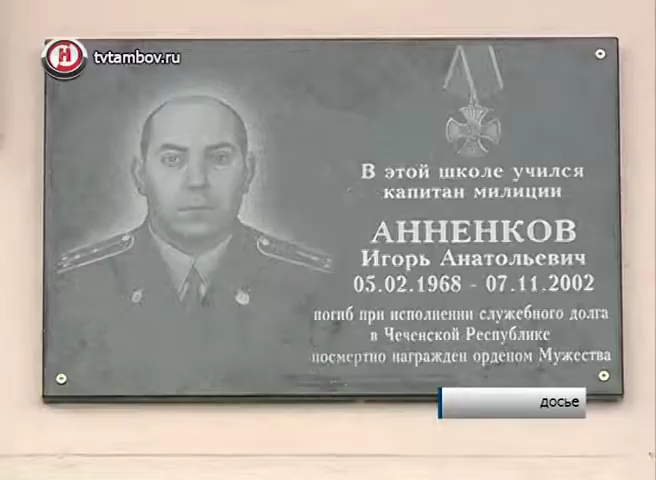 tvtambov.ru
В этой школе учился
капитан милиции
АННЕНКОВ
Игорь Анатольевич
05.02.1968 - 07.11.2002
погиб при исполнении служебного долга
в Чеченской Республике
посмертно награжден орденом Мужества
досье